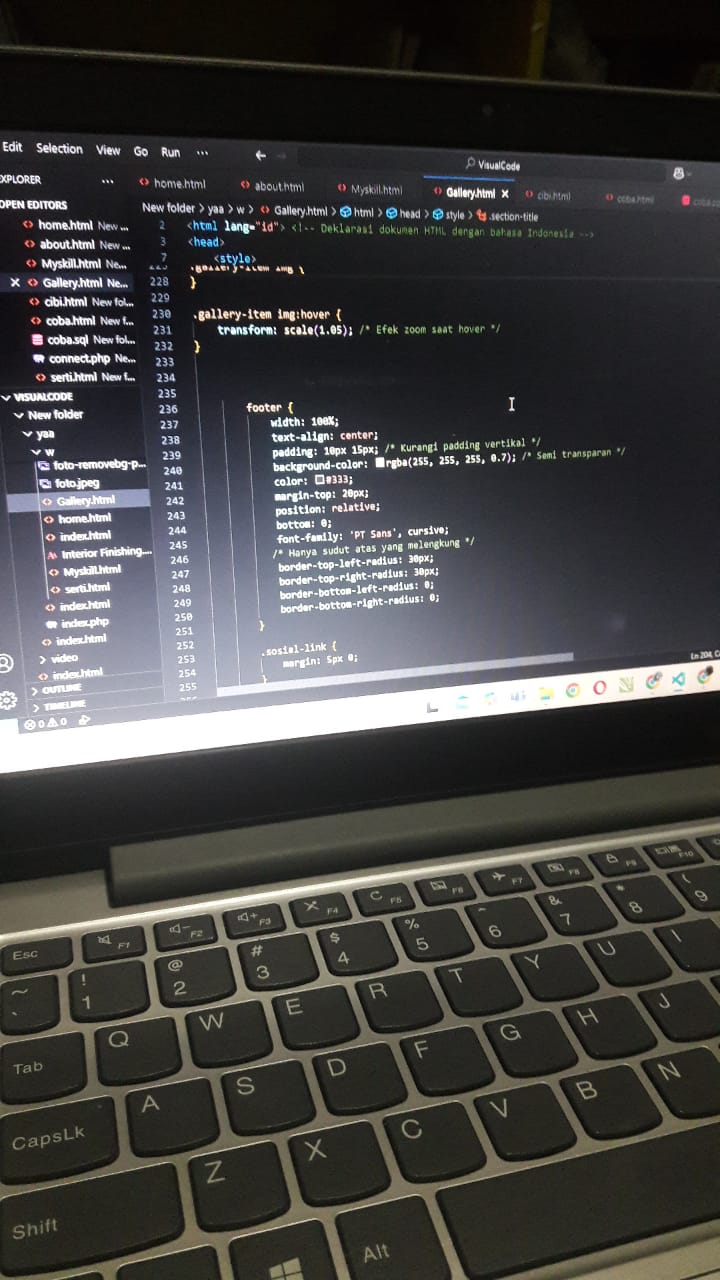 Edit Selection View Go Run ... VisualCode
EXPLORER ...
home.html about.html Myskill.html Gallery.html cibi.html coba.html
OPEN EDITORS
home.html New ...
about.html New ...
Myskill.html Ne...
Gallery.html Ne...
cibi.html New fol...
coba.html New f...
coba.sql New fol...
connect.php Ne...
serti.html New f...
VISUALCODE
New folder
yaa
w
foto-removebg-p...
foto.jpeg
Gallery.html
home.html
index.html
Interior Finishing....
Myskill.html
serti.html
index.html
index.php
index.html
video
index.html
OUTLINE
TIMELINE
0 0
New folder > yaa > w > Gallery.html > html > head > style > .section-title
2 <html lang="id"> <!-- Deklarasi dokumen HTML dengan bahasa Indonesia -->
3 <head>
7 <style>
.gallery-item img {
228 }
229
230 .gallery-item img:hover {
231 transform: scale(1.05); /* Efek zoom saat hover */
232 }
233
234
235
236 footer {
237 width: 100%;
238 text-align: center;
239 padding: 10px 15px; /* Kurangi padding vertikal */
240 background-color: rgba(255, 255, 255, 0.7); /* Semi transparan */
241 color: #333;
242 margin-top: 20px;
243 position: relative;
244 bottom: 0;
245 font-family: 'PT Sans', cursive;
246 /* Hanya sudut atas yang melengkung */
247 border-top-left-radius: 30px;
248 border-top-right-radius: 30px;
249 border-bottom-left-radius: 0;
250 border-bottom-right-radius: 0;
251 }
252
253 .sosial-link {
254 margin: 5px 0;
255 }
Ln 204, C
Esc F1 F2 F3 F4 F5 F6 F7 F8 F9 F10
~ ` ! 1 @ 2 # 3 $ 4 % 5 ^ 6 & 7 * 8 ( 9
Tab Q W E R T Y U I
CapsLk A S D F G H J
Shift Z X C V B N
Alt